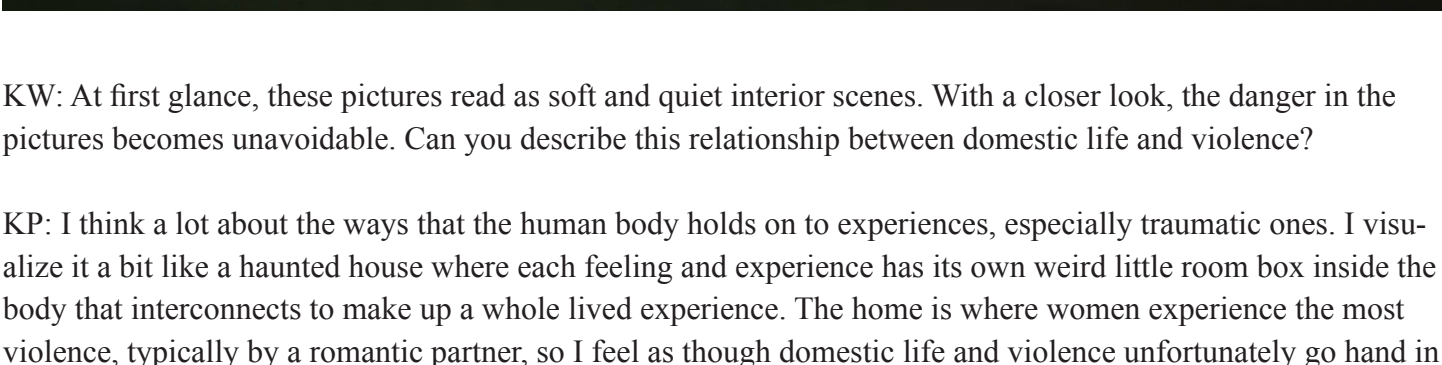 KW: At first glance, these pictures read as soft and quiet interior scenes. With a closer look, the danger in the
pictures becomes unavoidable. Can you describe this relationship between domestic life and violence?
KP: I think a lot about the ways that the human body holds on to experiences, especially traumatic ones. I visu-
alize it a bit like a haunted house where each feeling and experience has its own weird little room box inside the
body that interconnects to make up a whole lived experience. The home is where women experience the most
violence, typically by a romantic partner, so I feel as though domestic life and violence unfortunately go hand in